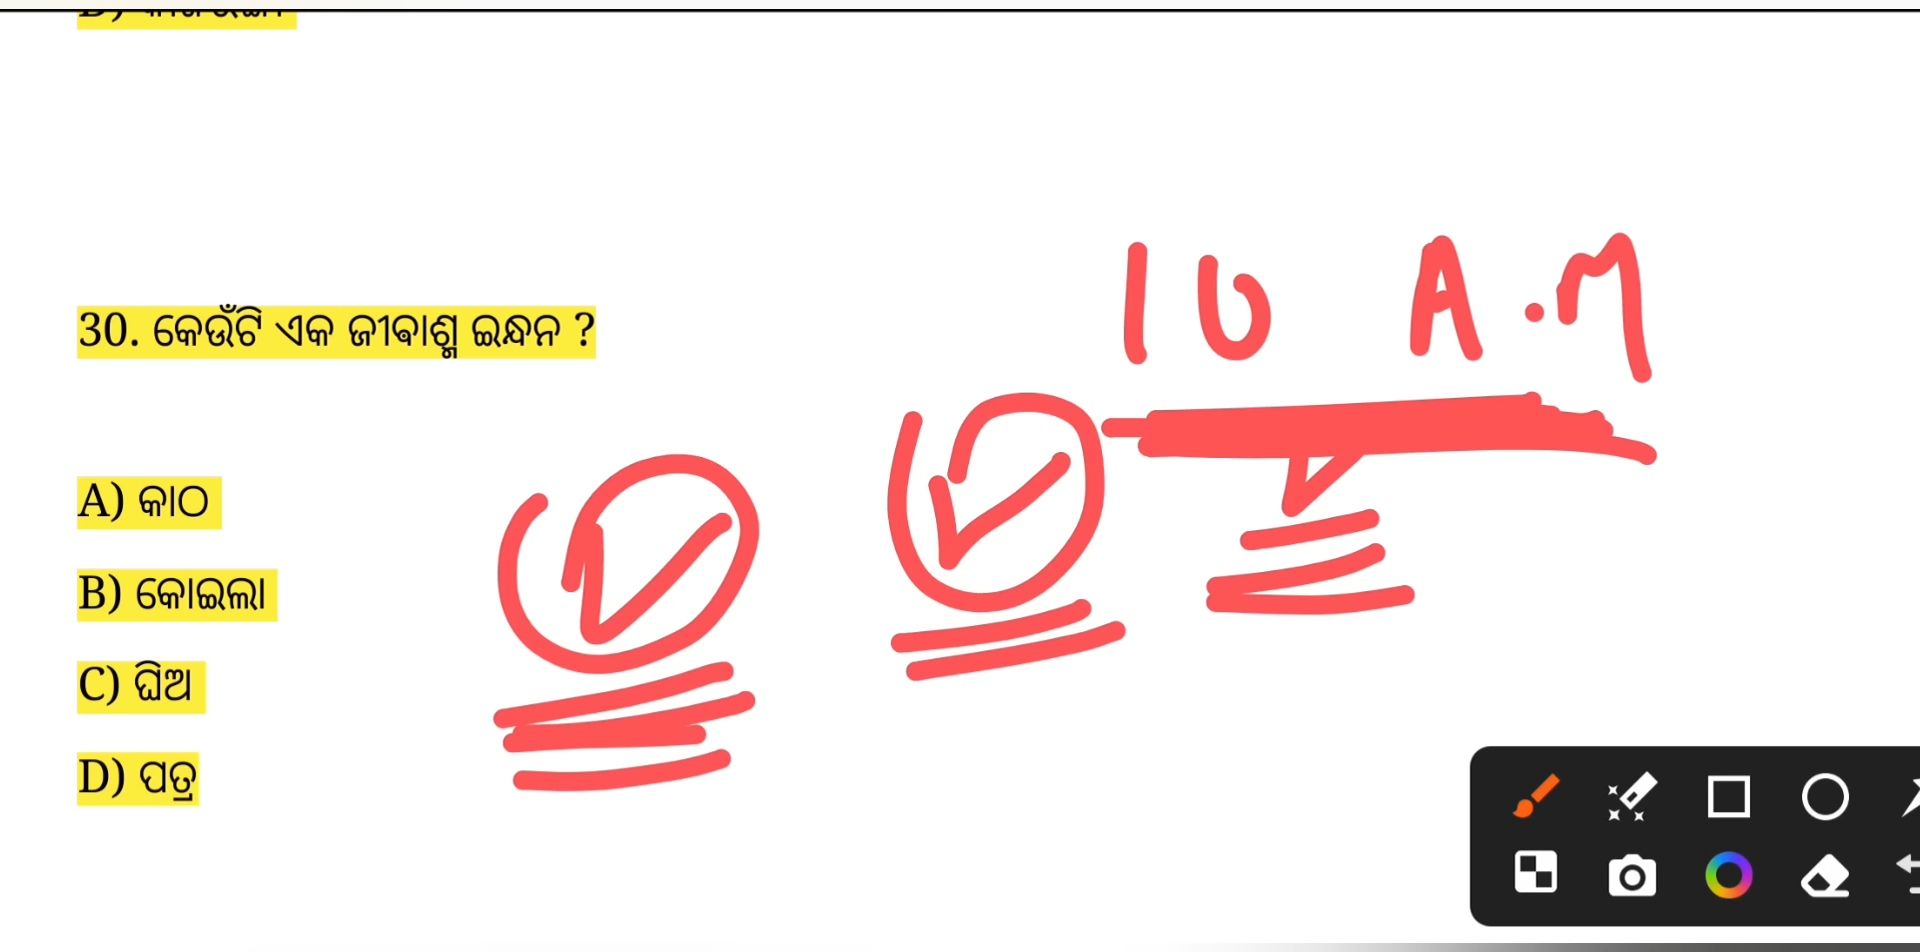 30. କେଉଁଟି ଏକ ଜୀବାଶ୍ମ ଇନ୍ଧନ ?
10 A.M
A) କାଠ
B) କୋଇଲା
C) ଘିଅ
D) ପତ୍ର